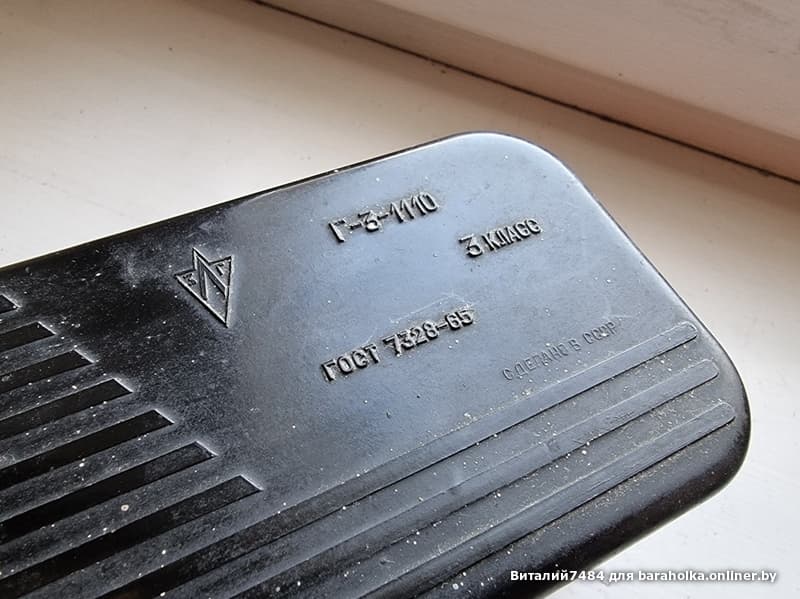 Г-3-1110
3 КЛАСС
ГОСТ 7328-65
СДЕЛАНО В СССР
Виталий7484 для baraholka.onliner.by